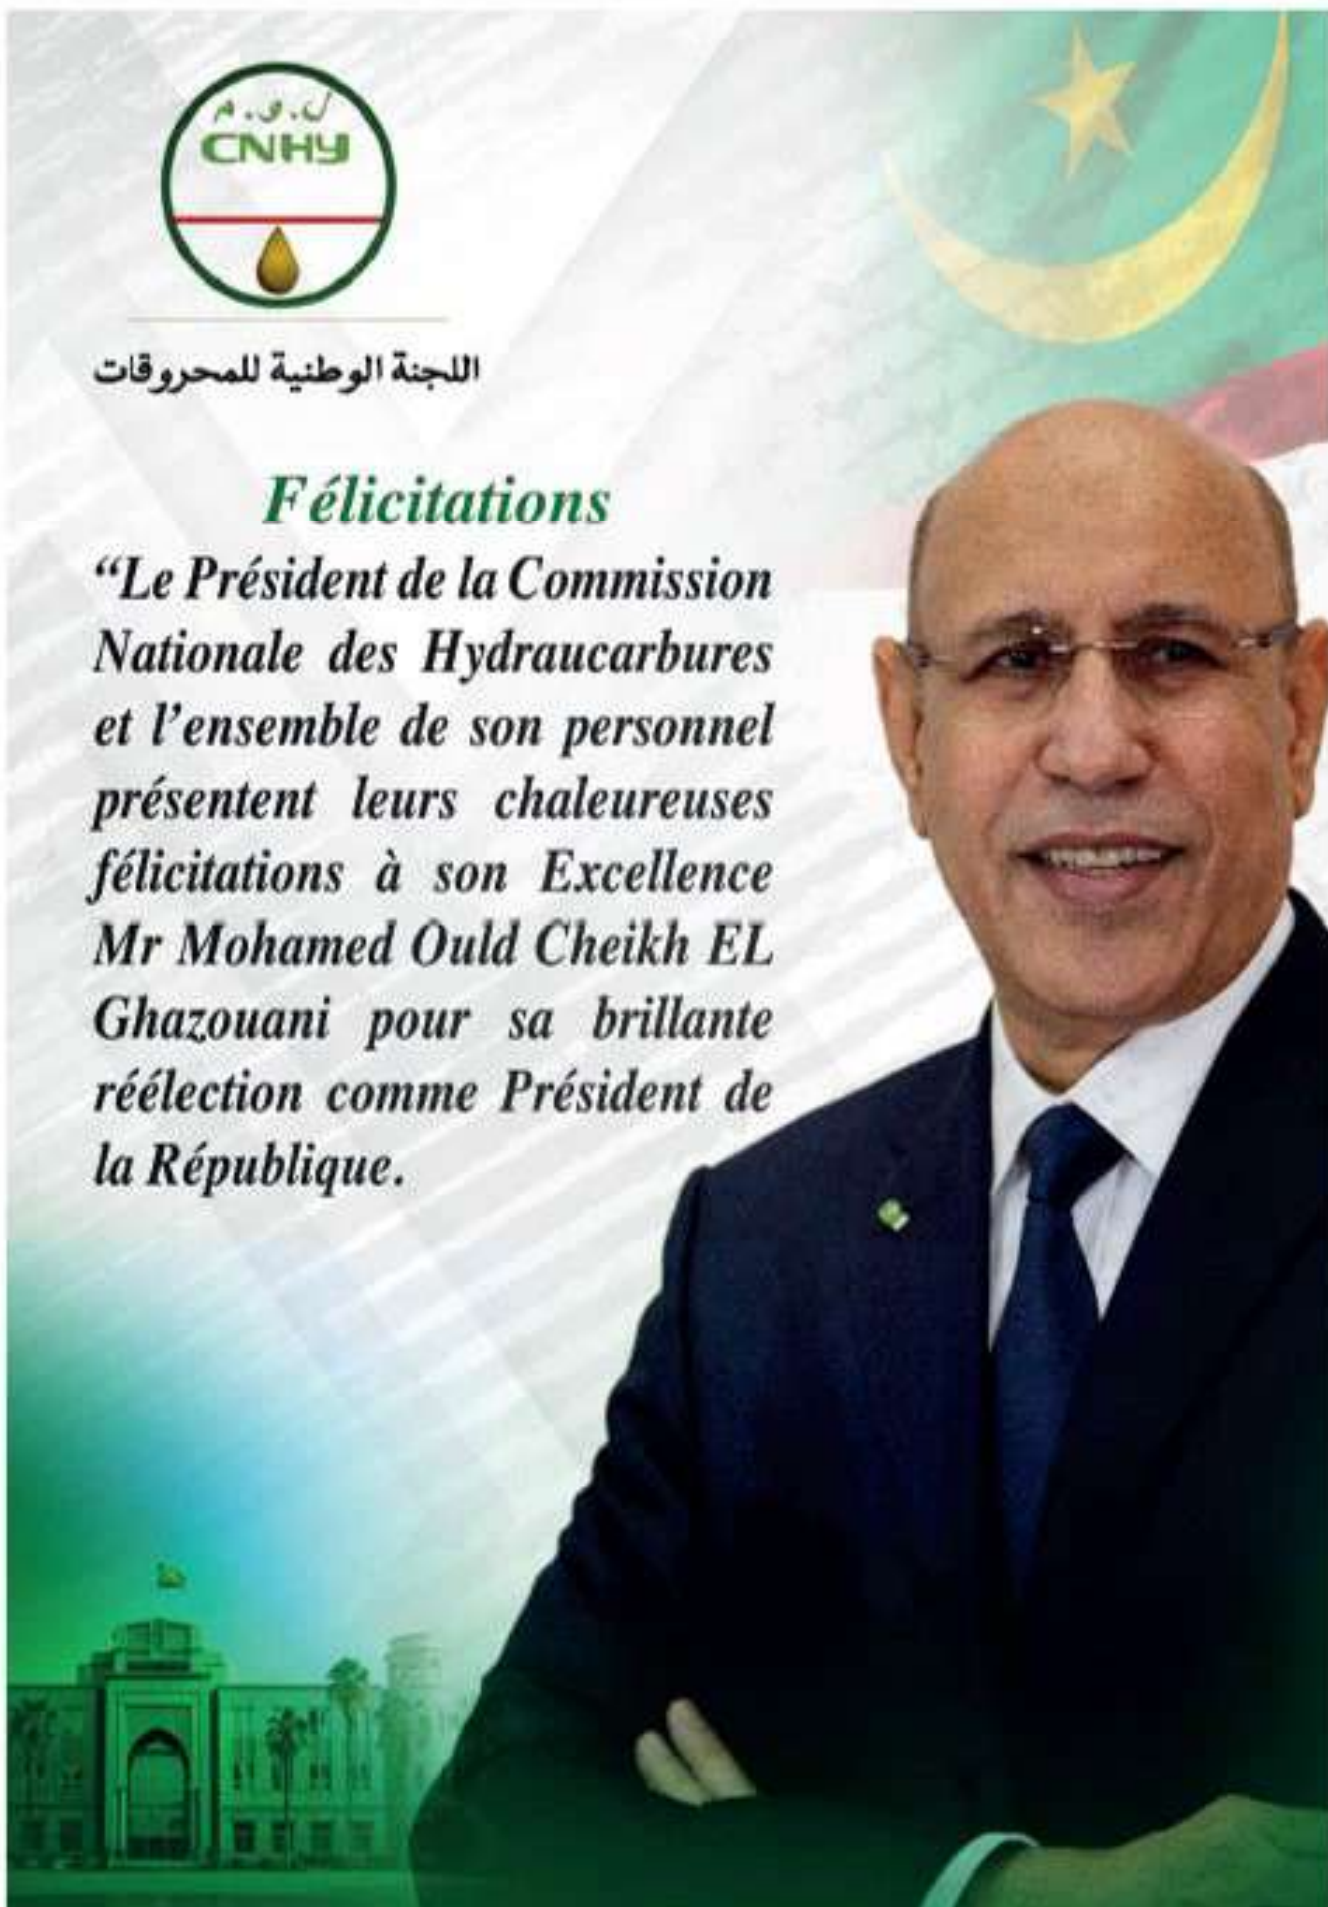 ل.و.م
CNHY
اللجنة الوطنية للمحروقات
Félicitations
“Le Président de la Commission
Nationale des Hydraucarbures
et l’ensemble de son personnel
présentent leurs chaleureuses
félicitations à son Excellence
Mr Mohamed Ould Cheikh EL
Ghazouani pour sa brillante
réélection comme Président de
la République.